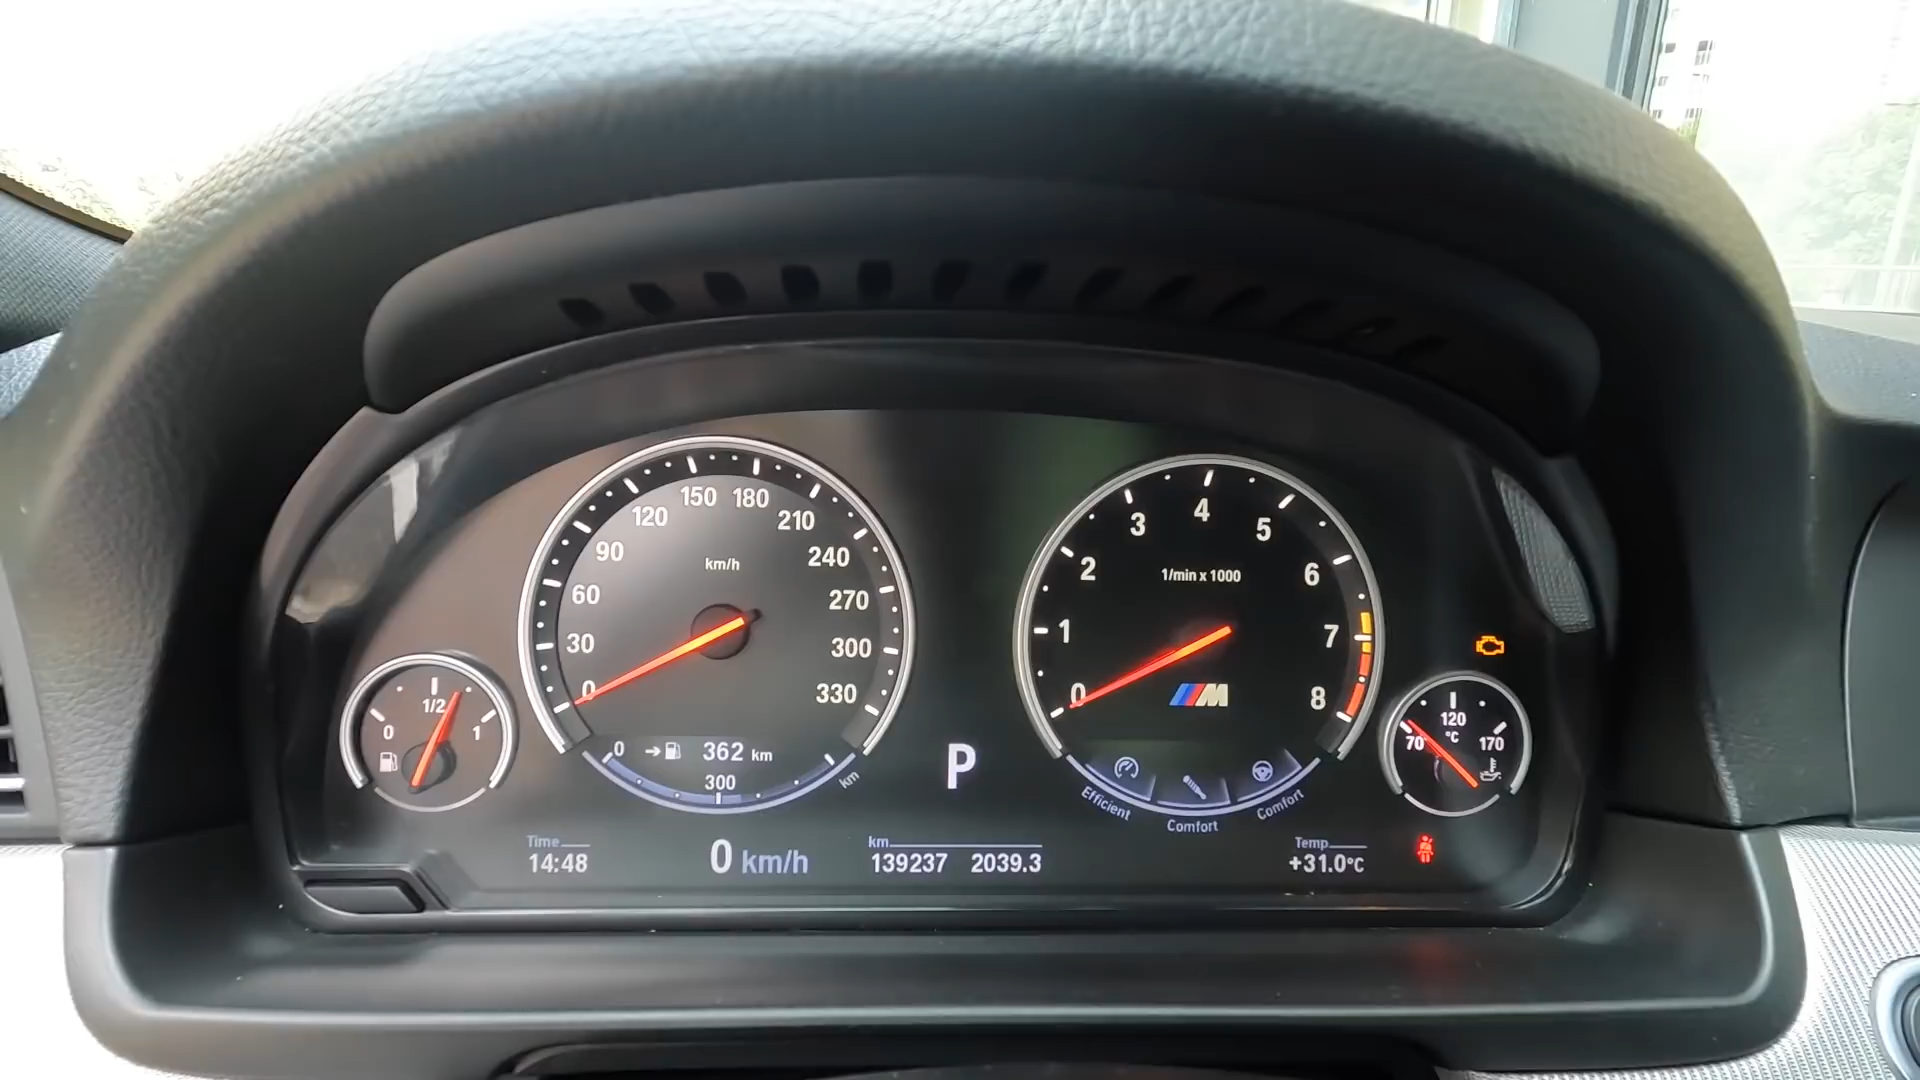 150 180
120 210
90 240
60 270
30 300
0 330
km/h
0 362 km
300
km
4
3 5
2 6
1 7
0 8
1/min x 1000
M
Efficient
Comfort
Comfort
P
1/2
0 1
120
°C
70 170
Time
14:48
0 km/h
km
139237 2039.3
Temp
+31.0°C